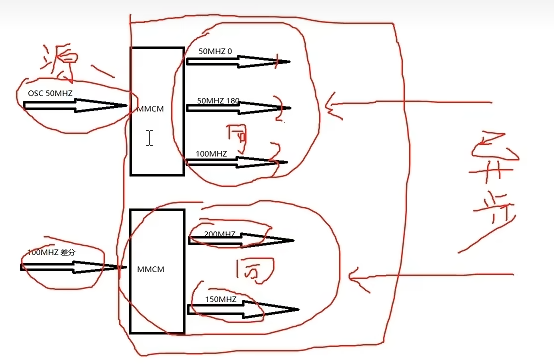 源
OSC 50MHZ
MMCM
50MHZ 0
1
50MHZ 180
2
同
100MHZ
3
异步
100MHZ 差分
MMCM
200MHZ
同
150MHZ